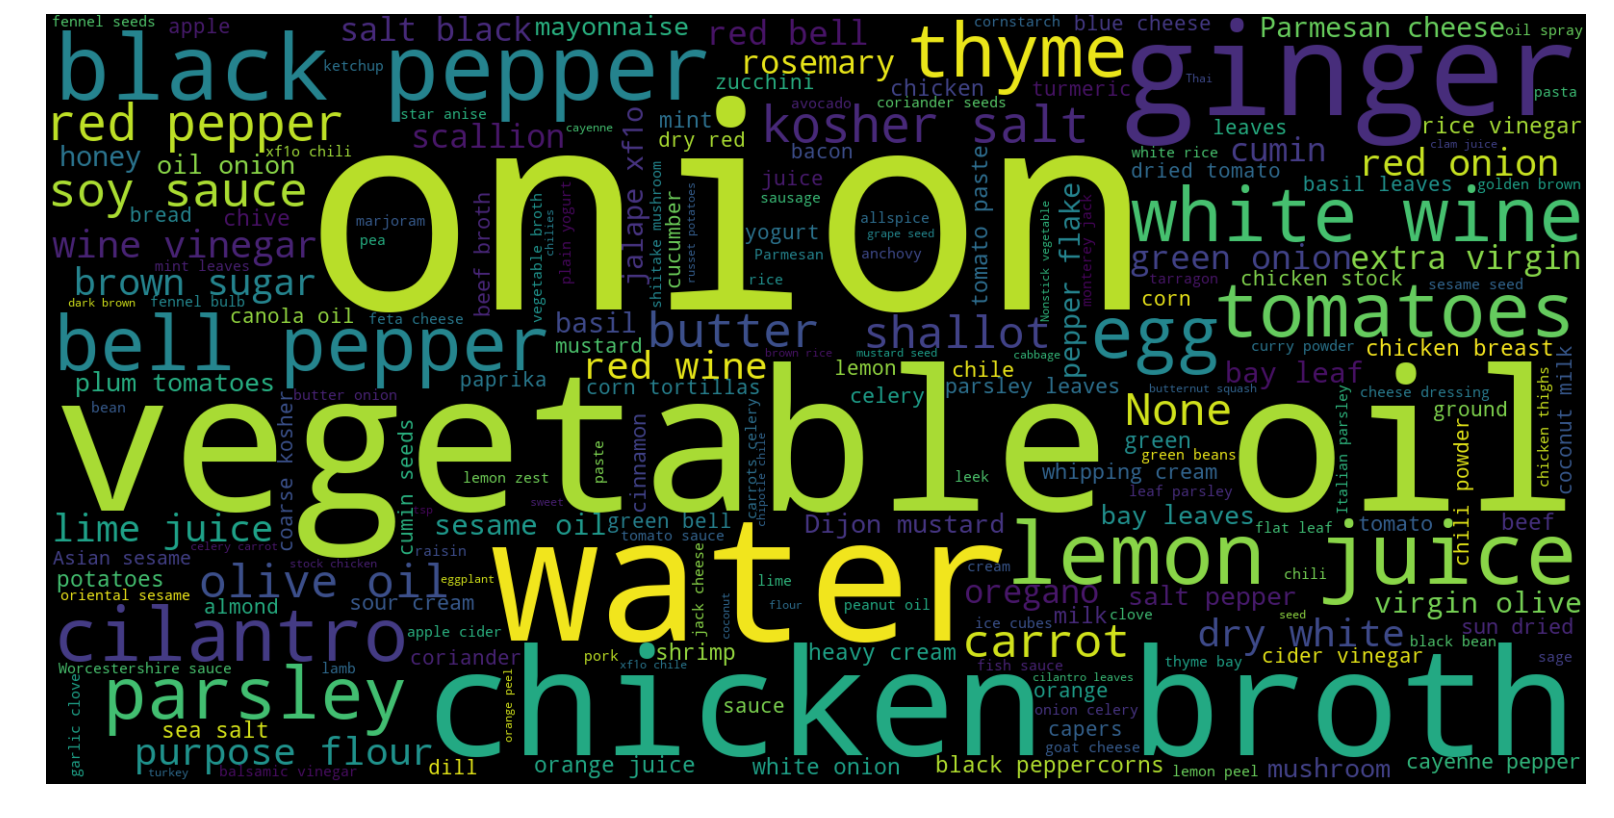 fennel seeds
apple
salt black
mayonnaise
red bell
cornstarch
blue cheese
Parmesan cheese
oil spray
black pepper
ketchup
rosemary
thyme
ginger
zucchini
chicken
turmeric
Thai
pasta
star anise
avocado
coriander seeds
red pepper
scallion
cayenne
jalape xf1o
mint
dry red
kosher salt
leaves
rice vinegar
xf1o chili
honey
oil onion
bacon
white rice
cumin
clam juice
red onion
dried tomato
soy sauce
onion
juice
sausage
basil leaves
golden brown
bread
chive
marjoram
pea
beef broth
vegetable broth
chilies
plain yogurt
shiitake mushroom
cucumber
russet potatoes
yogurt
Parmesan
rice
allspice
grape seed
anchovy
tomato paste
Nonstick vegetable
pepper flake
monterey jack
white wine
wine vinegar
mint leaves
green onion
extra virgin
brown sugar
tarragon
chicken stock
sesame seed
dark brown
fennel bulb
corn
canola oil
feta cheese
basil
mustard
butter
shallot
egg
tomatoes
bell pepper
brown rice
mustard seed
cabbage
curry powder
chicken breast
red wine
lemon
chile
plum tomatoes
paprika
corn tortillas
celery
parsley leaves
butternut squash
bay leaf
cheese dressing
coconut milk
chicken thighs
bean
butter onion
coarse kosher
vegetable oil
None
ground
green
green beans
Italian parsley
chili powder
cumin seeds
lemon zest
paste
cinnamon
carrots celery
chipotle chile
leek
whipping cream
leaf parsley
sweet
tsp
lime juice
sesame oil
green bell
tomato sauce
Dijon mustard
bay leaves
flat leaf
tomato
beef
celery carrot
Asian sesame
stock chicken
raisin
water
cream
lemon juice
potatoes
oriental sesame
olive oil
eggplant
jack cheese
lime
chili
almond
sour cream
coconut
flour
peanut oil
oregano
salt pepper
virgin olive
ice cubes
milk
clove
seed
cilantro
apple cider
carrot
dry white
sun dried
black bean
Worcestershire sauce
lamb
coriander
pork
shrimp
xf1o chile
heavy cream
fish sauce
thyme bay
cider vinegar
sage
garlic clove
parsley
chicken broth
orange peel
cilantro leaves
orange
sauce
onion celery
sea salt
capers
goat cheese
purpose flour
turkey
balsamic vinegar
dill
orange juice
white onion
black peppercorns
lemon peel
mushroom
cayenne pepper